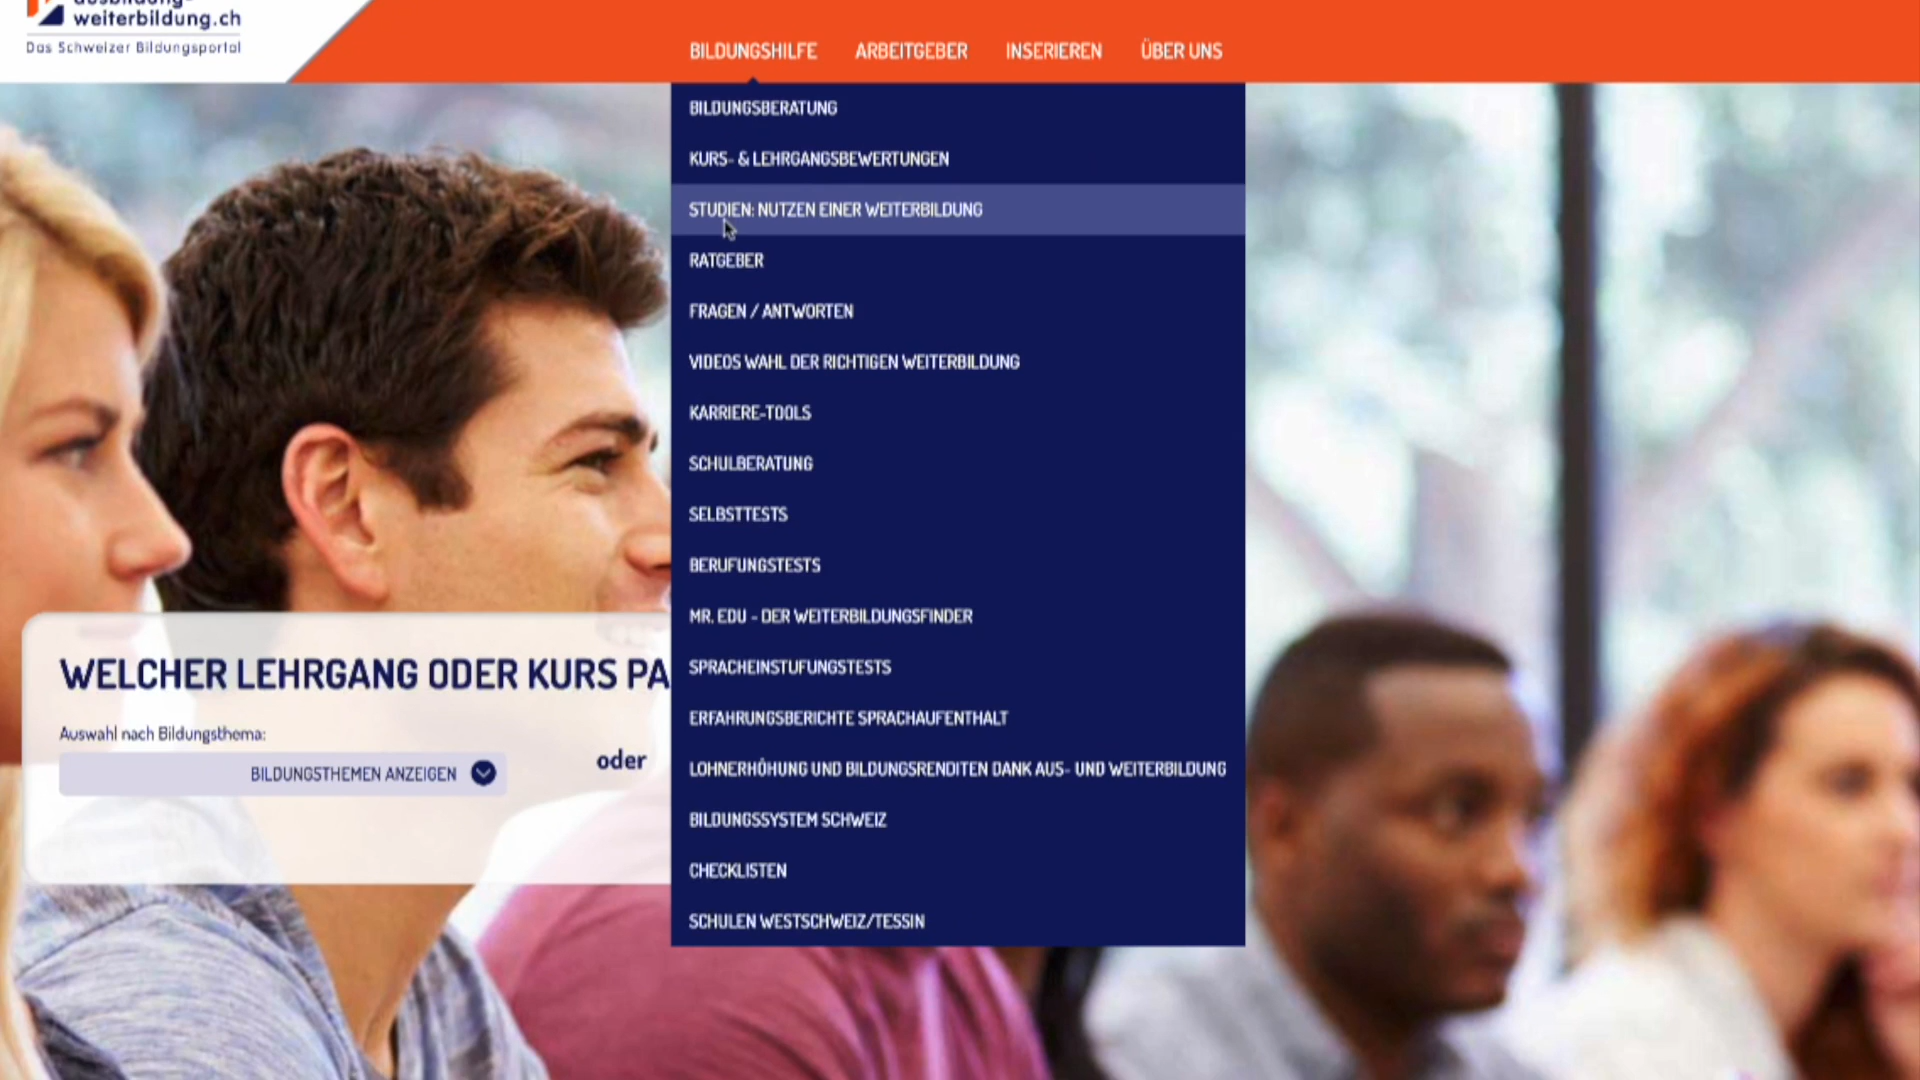 weiterbildung.ch
Das Schweizer Bildungsportal
BILDUNGSHILFE
ARBEITGEBER
INSERIEREN
ÜBER UNS
BILDUNGSBERATUNG
KURS- & LEHRGANGSBEWERTUNGEN
STUDIEN: NUTZEN EINER WEITERBILDUNG
RATGEBER
FRAGEN / ANTWORTEN
VIDEOS WAHL DER RICHTIGEN WEITERBILDUNG
KARRIERE-TOOLS
SCHULBERATUNG
SELBSTTESTS
BERUFUNGSTESTS
MR. EDU - DER WEITERBILDUNGSFINDER
SPRACHEINSTUFUNGSTESTS
ERFAHRUNGSBERICHTE SPRACHAUFENTHALT
LOHNERHÖHUNG UND BILDUNGSRENDITEN DANK AUS- UND WEITERBILDUNG
BILDUNGSSYSTEM SCHWEIZ
CHECKLISTEN
SCHULEN WESTSCHWEIZ/TESSIN
WELCHER LEHRGANG ODER KURS PA
Auswahl nach Bildungsthema:
BILDUNGSTHEMEN ANZEIGEN
oder